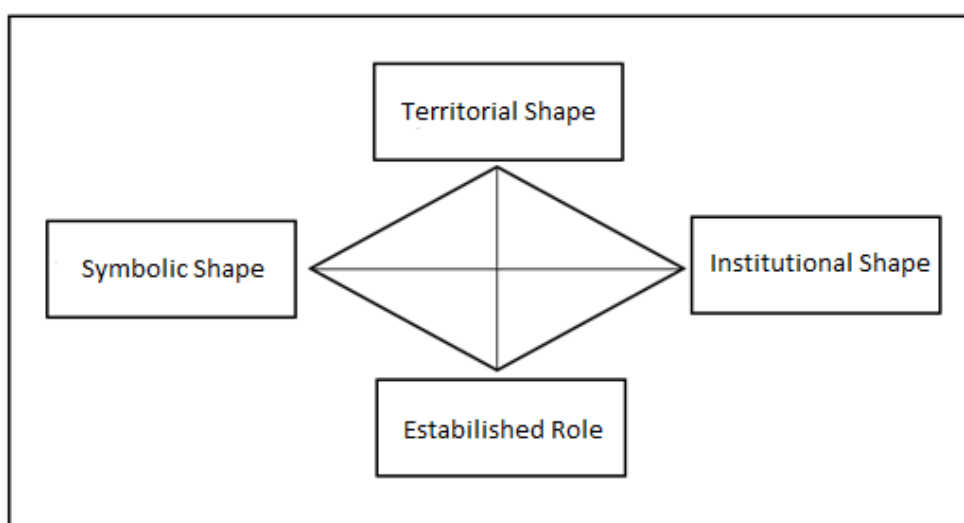 Territorial Shape
Symbolic Shape
Institutional Shape
Estabilished Role